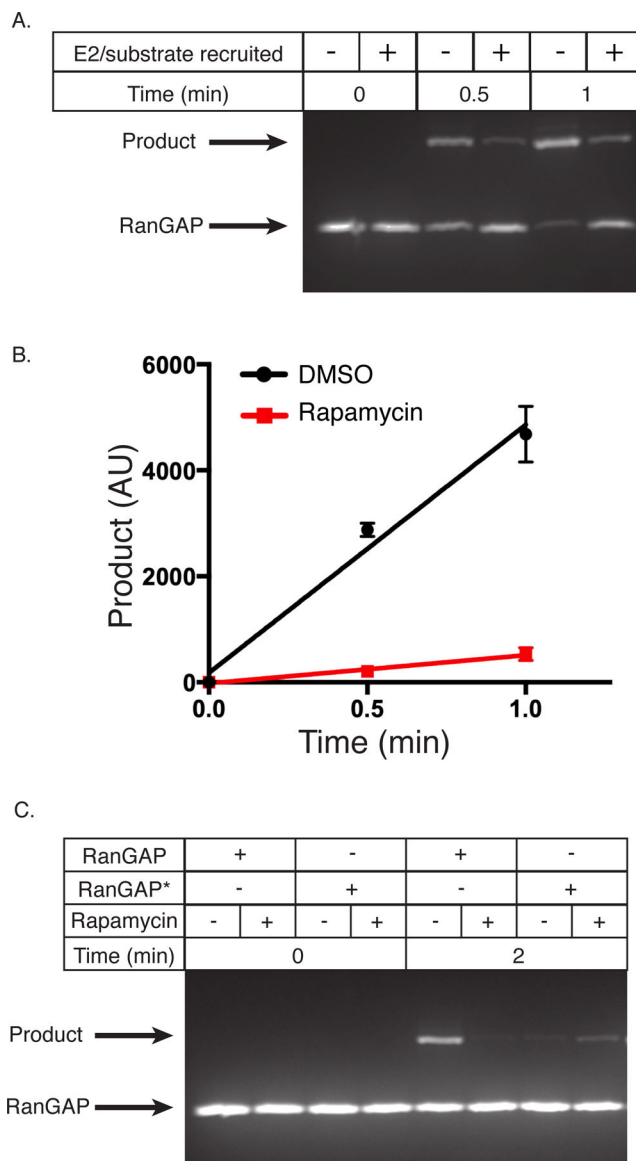 A.
E2/substrate recruited - + - + - +
Time (min) 0 0.5 1
Product
RanGAP
B.
6000
DMSO
Rapamycin
4000
Product (AU)
2000
0
0.0 0.5 1.0
Time (min)
C.
RanGAP + - + -
RanGAP* - + - +
Rapamycin - + - + - + - +
Time (min) 0 2
Product
RanGAP